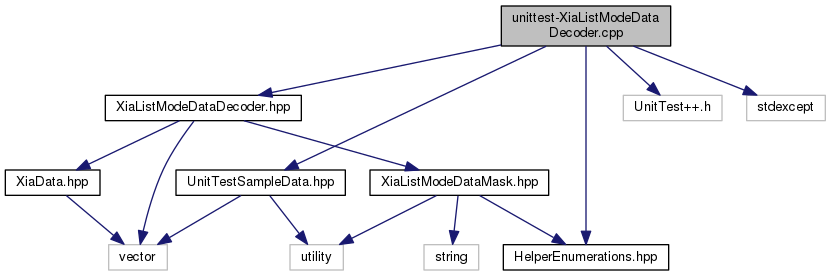 unittest-XiaListModeData
Decoder.cpp
XiaListModeDataDecoder.hpp
UnitTest++.h
stdexcept
XiaData.hpp
UnitTestSampleData.hpp
XiaListModeDataMask.hpp
vector
utility
string
HelperEnumerations.hpp